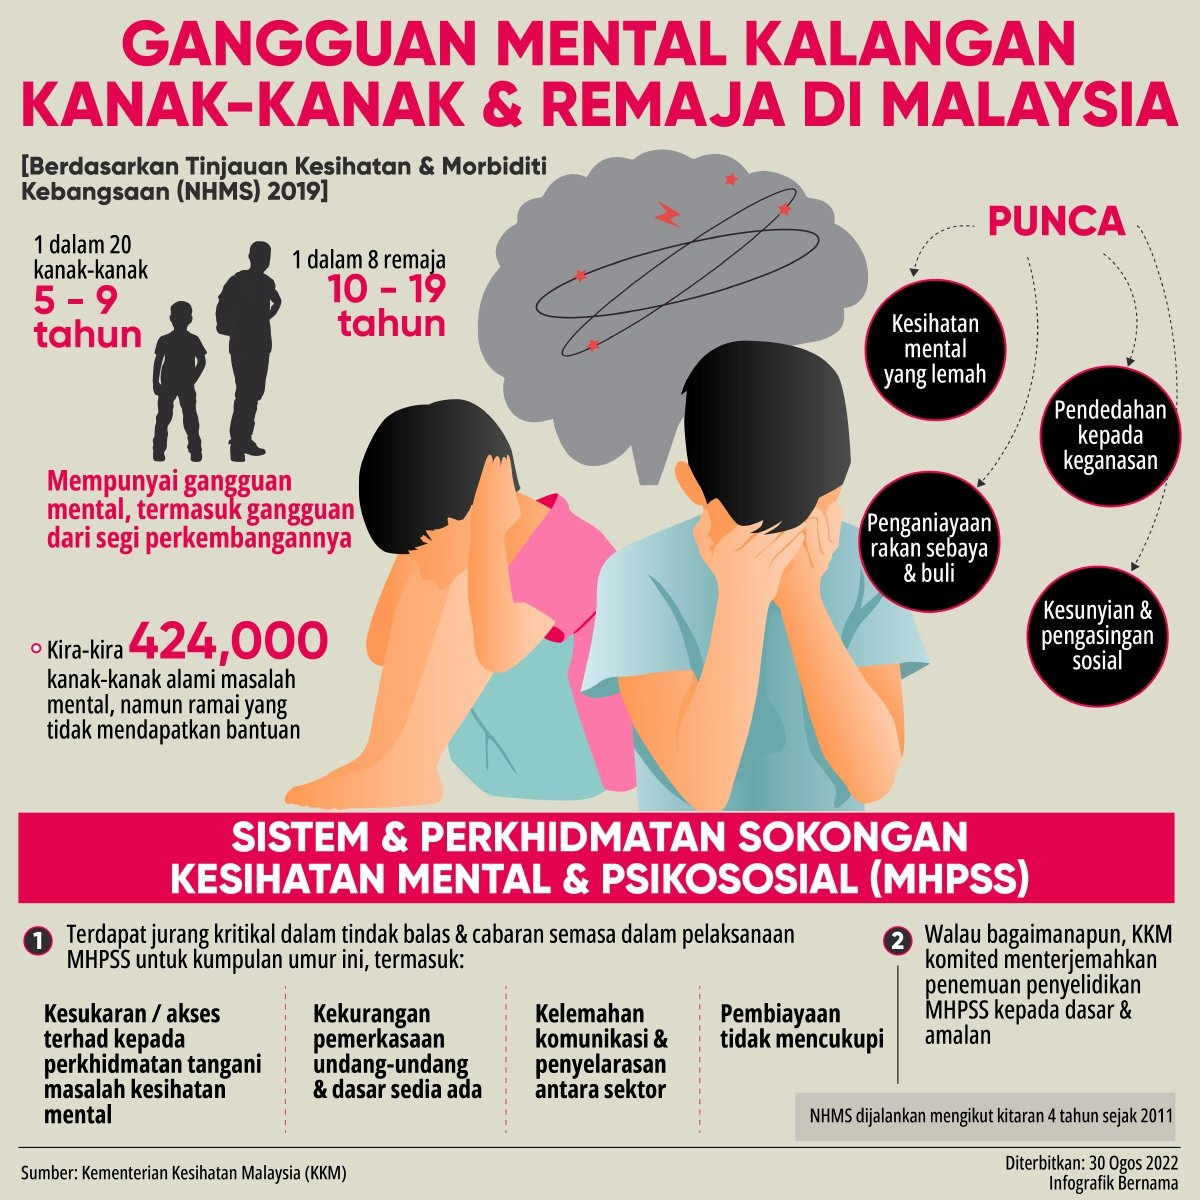 GANGGUAN MENTAL KALANGAN
KANAK-KANAK & REMAJA DI MALAYSIA
[Berdasarkan Tinjauan Kesihatan & Morbiditi
Kebangsaan (NHMS) 2019]
1 dalam 20
kanak-kanak
5 - 9
tahun
1 dalam 8 remaja
10 - 19
tahun
Mempunyai gangguan
mental, termasuk gangguan
dari segi perkembangannya
Kira-kira 424,000
kanak-kanak alami masalah
mental, namun ramai yang
tidak mendapatkan bantuan
PUNCA
Kesihatan
mental
yang lemah
Pendedahan
kepada
keganasan
Penganiayaan
rakan sebaya
& buli
Kesunyian &
pengasingan
sosial
SISTEM & PERKHIDMATAN SOKONGAN
KESIHATAN MENTAL & PSIKOSOSIAL (MHPSS)
1 Terdapat jurang kritikal dalam tindak balas & cabaran semasa dalam pelaksanaan
MHPSS untuk kumpulan umur ini, termasuk:
Kesukaran / akses
terhad kepada
perkhidmatan tangani
masalah kesihatan
mental
Kekurangan
pemerkasaan
undang-undang
& dasar sedia ada
Kelemahan
komunikasi &
penyelarasan
antara sektor
Pembiayaan
tidak mencukupi
2 Walau bagaimanapun, KKM
komited menterjemahkan
penemuan penyelidikan
MHPSS kepada dasar &
amalan
NHMS dijalankan mengikut kitaran 4 tahun sejak 2011
Sumber: Kementerian Kesihatan Malaysia (KKM)
Diterbitkan: 30 Ogos 2022
Infografik Bernama